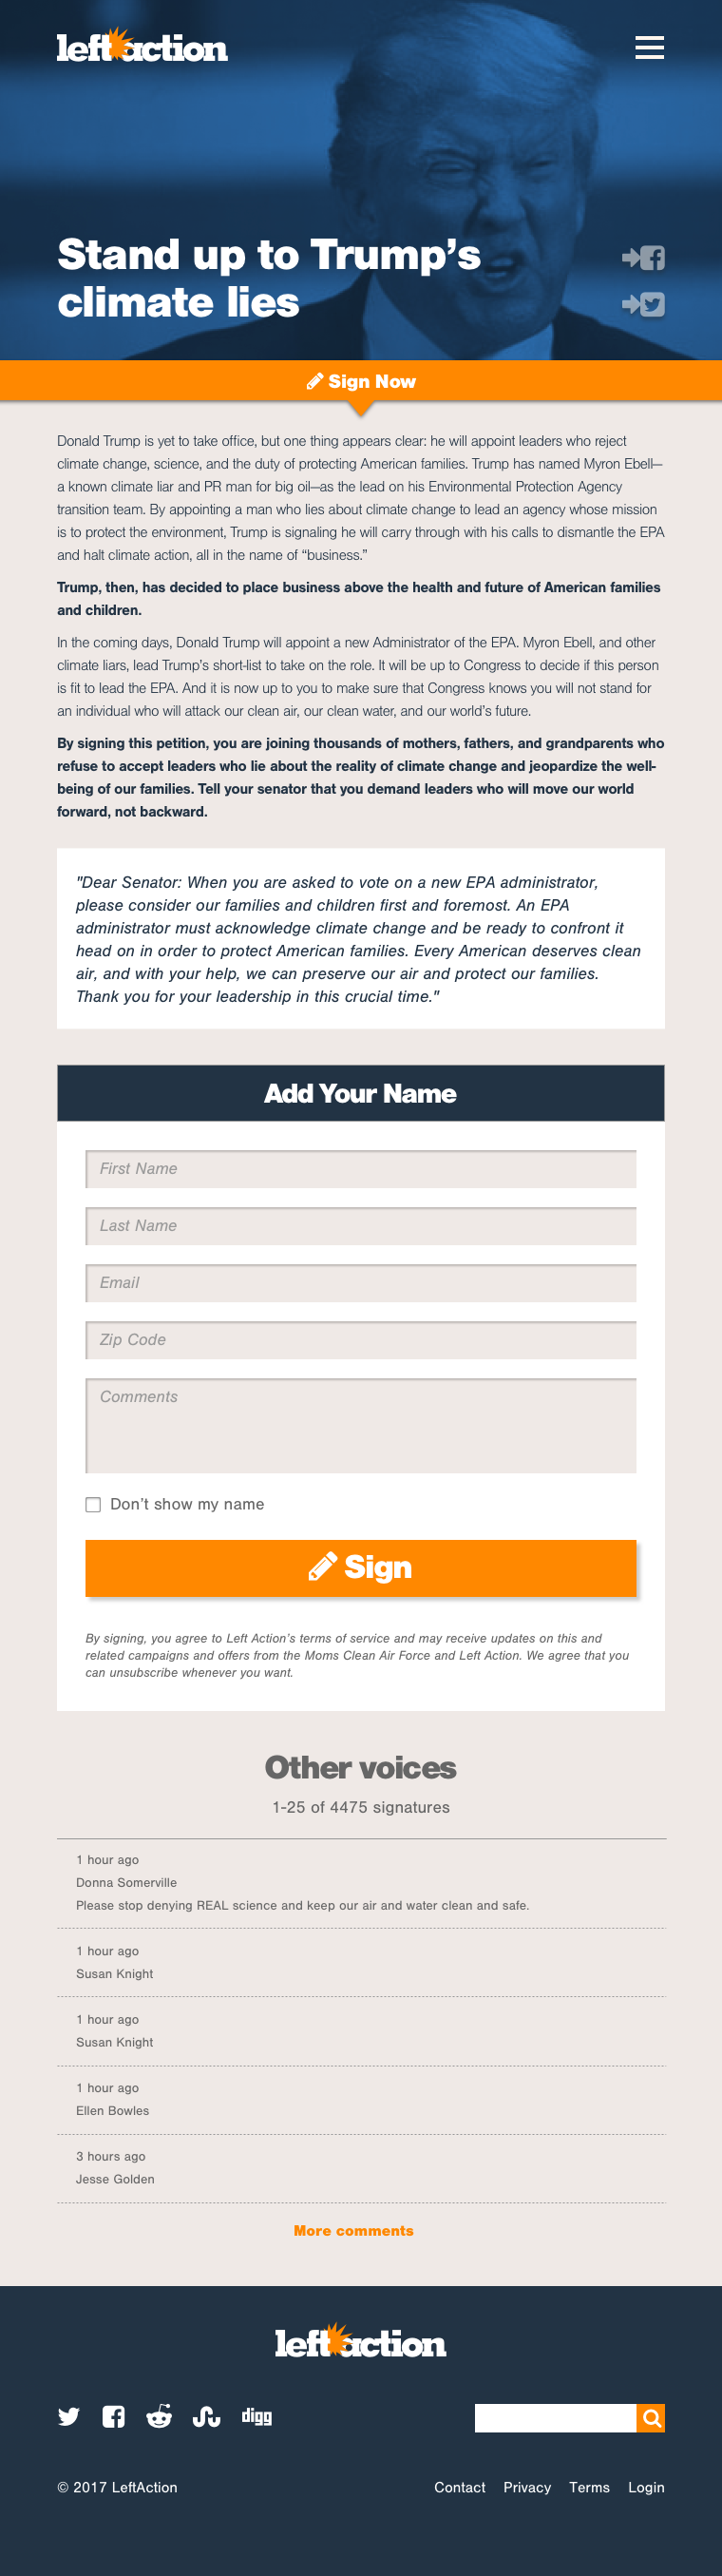 left action
Stand up to Trump’s
climate lies
Sign Now
Donald Trump is yet to take office, but one thing appears clear: he will appoint leaders who reject
climate change, science, and the duty of protecting American families. Trump has named Myron Ebell—
a known climate liar and PR man for big oil—as the lead on his Environmental Protection Agency
transition team. By appointing a man who lies about climate change to lead an agency whose mission
is to protect the environment, Trump is signaling he will carry through with his calls to dismantle the EPA
and halt climate action, all in the name of “business.”
Trump, then, has decided to place business above the health and future of American families
and children.
In the coming days, Donald Trump will appoint a new Administrator of the EPA. Myron Ebell, and other
climate liars, lead Trump’s short-list to take on the role. It will be up to Congress to decide if this person
is fit to lead the EPA. And it is now up to you to make sure that Congress knows you will not stand for
an individual who will attack our clean air, our clean water, and our world’s future.
By signing this petition, you are joining thousands of mothers, fathers, and grandparents who
refuse to accept leaders who lie about the reality of climate change and jeopardize the well-
being of our families. Tell your senator that you demand leaders who will move our world
forward, not backward.
"Dear Senator: When you are asked to vote on a new EPA administrator,
please consider our families and children first and foremost. An EPA
administrator must acknowledge climate change and be ready to confront it
head on in order to protect American families. Every American deserves clean
air, and with your help, we can preserve our air and protect our families.
Thank you for your leadership in this crucial time."
Add Your Name
First Name
Last Name
Email
Zip Code
Comments
Don’t show my name
Sign
By signing, you agree to Left Action’s terms of service and may receive updates on this and
related campaigns and offers from the Moms Clean Air Force and Left Action. We agree that you
can unsubscribe whenever you want.
Other voices
1-25 of 4475 signatures
1 hour ago
Donna Somerville
Please stop denying REAL science and keep our air and water clean and safe.
1 hour ago
Susan Knight
1 hour ago
Susan Knight
1 hour ago
Ellen Bowles
3 hours ago
Jesse Golden
More comments
left action
digg
© 2017 LeftAction
Contact Privacy Terms Login